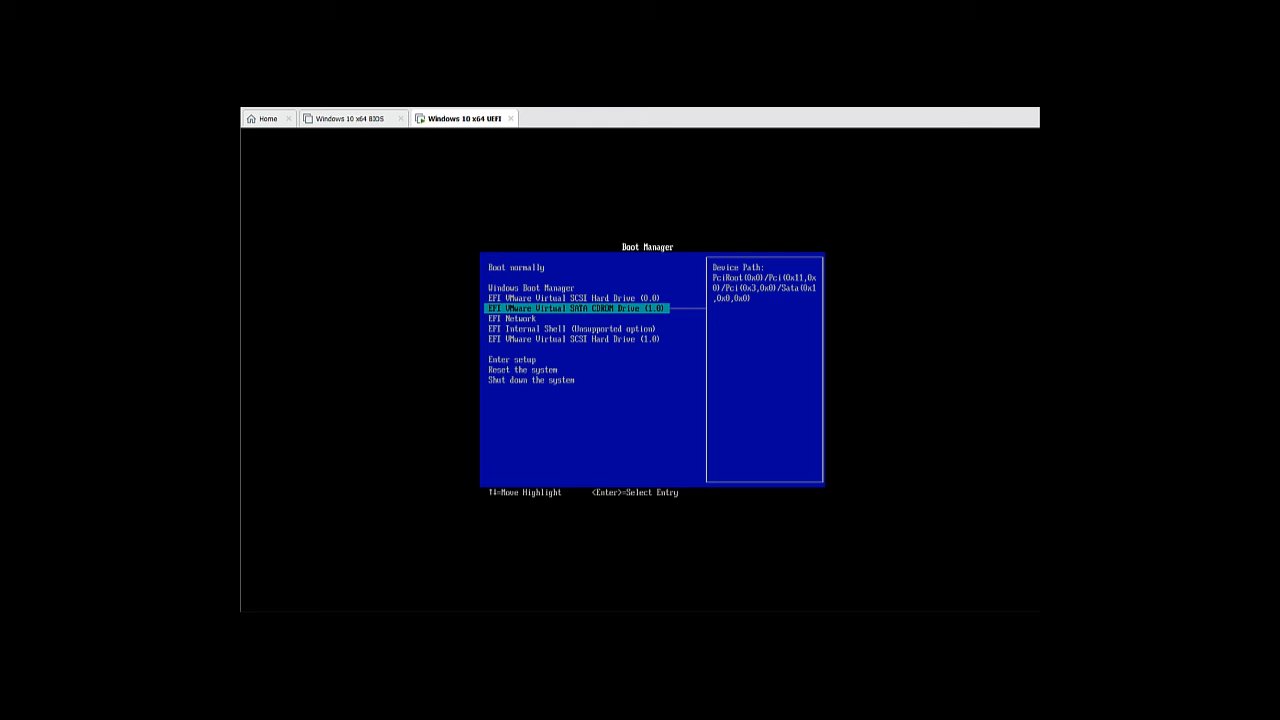 Home
Windows 10 x64 BIOS
Windows 10 x64 UEFI
Boot Manager
Boot normally
Windows Boot Manager
EFI VMware Virtual SCSI Hard Drive (0.0)
EFI VMware Virtual SATA CDROM Drive (1.0)
EFI Network
EFI Internal Shell (Unsupported option)
EFI VMware Virtual SCSI Hard Drive (1.0)
Enter setup
Reset the system
Shut down the system
Device Path:
PciRoot(0x0)/Pci(0x11,0x
0)/Pci(0x3,0x0)/Sata(0x1
,0x0,0x0)
↑↓=Move Highlight
<Enter>=Select Entry